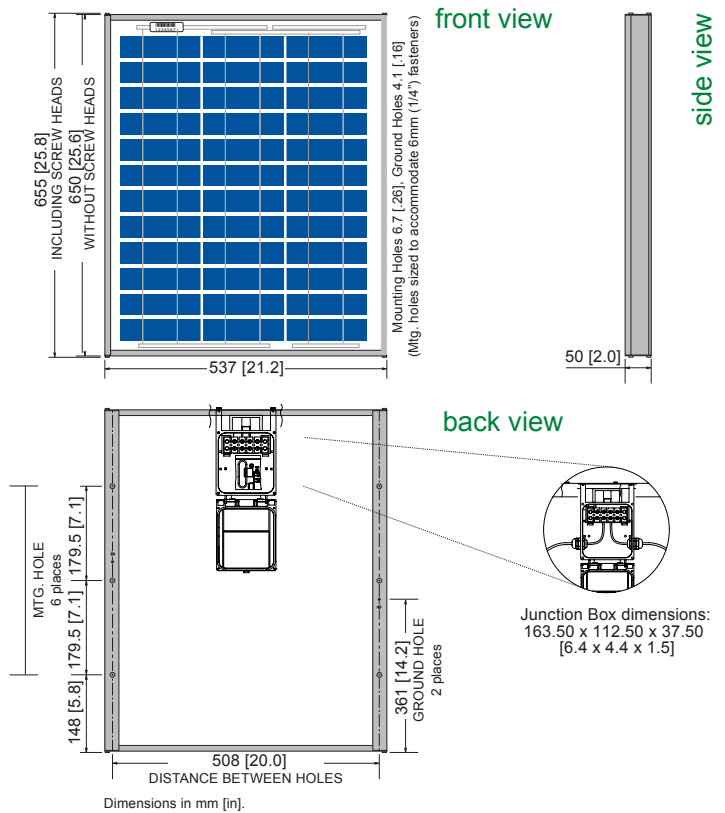 front view
side view
1234567
655 [25.8]
INCLUDING SCREW HEADS
650 [25.6]
WITHOUT SCREW HEADS
Mounting Holes 6.7 [.26], Ground Holes 4.1 [.16]
(Mtg. holes sized to accommodate 6mm (1/4") fasteners)
537 [21.2]
50 [2.0]
back view
MTG. HOLE
6 places
179.5 [7.1]
179.5 [7.1]
148 [5.8]
361 [14.2]
GROUND HOLE
2 places
508 [20.0]
DISTANCE BETWEEN HOLES
Junction Box dimensions:
163.50 x 112.50 x 37.50
[6.4 x 4.4 x 1.5]
Dimensions in mm [in].